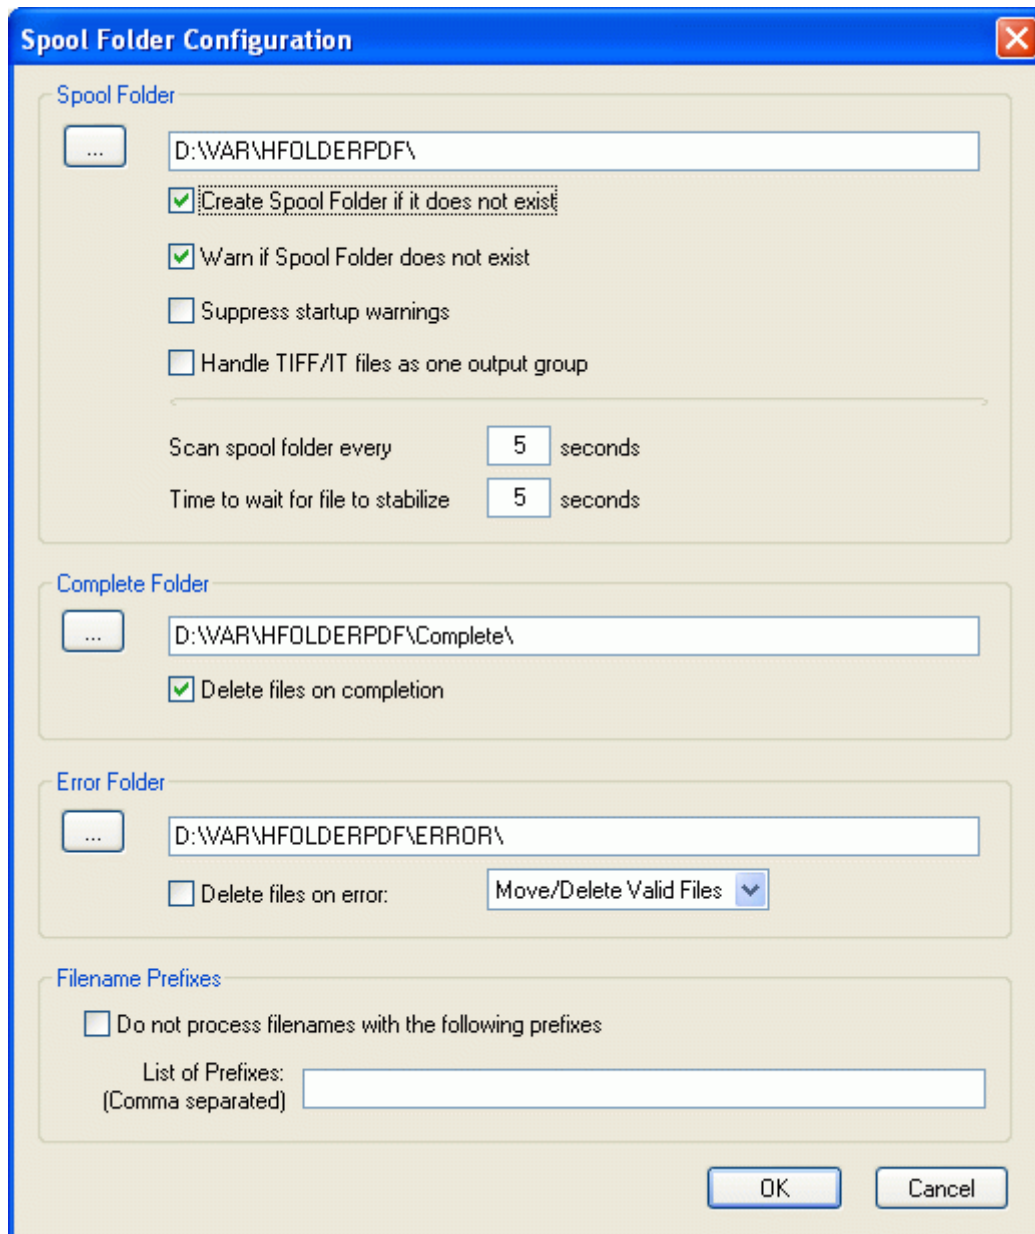 Spool Folder Configuration
Spool Folder
...
D:\VAR\HFOLDERPDF\
Create Spool Folder if it does not exist
Warn if Spool Folder does not exist
Suppress startup warnings
Handle TIFF/IT files as one output group
Scan spool folder every 5 seconds
Time to wait for file to stabilize 5 seconds
Complete Folder
...
D:\VAR\HFOLDERPDF\Complete\
Delete files on completion
Error Folder
...
D:\VAR\HFOLDERPDF\ERROR\
Delete files on error: Move/Delete Valid Files
Filename Prefixes
Do not process filenames with the following prefixes
List of Prefixes:
(Comma separated)
OK Cancel